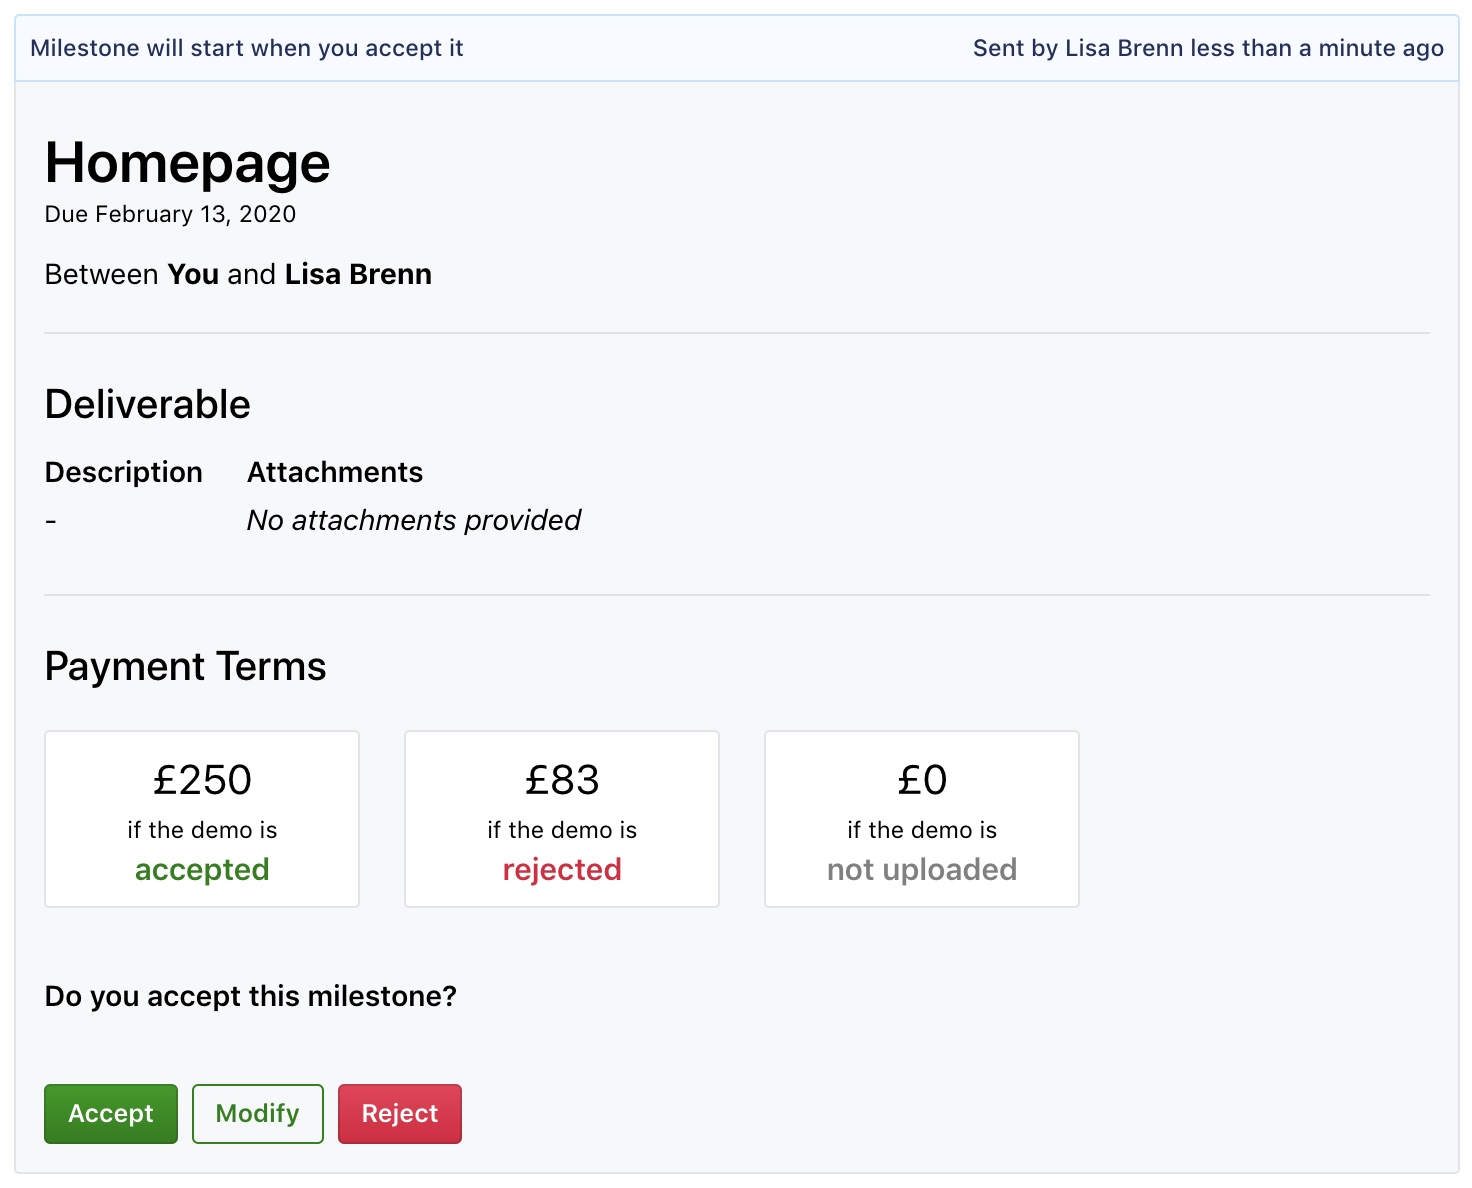 Milestone will start when you accept it
Sent by Lisa Brenn less than a minute ago
Homepage
Due February 13, 2020
Between You and Lisa Brenn
Deliverable
Description Attachments
- No attachments provided
Payment Terms
£250
if the demo is
accepted
£83
if the demo is
rejected
£0
if the demo is
not uploaded
Do you accept this milestone?
Accept Modify Reject